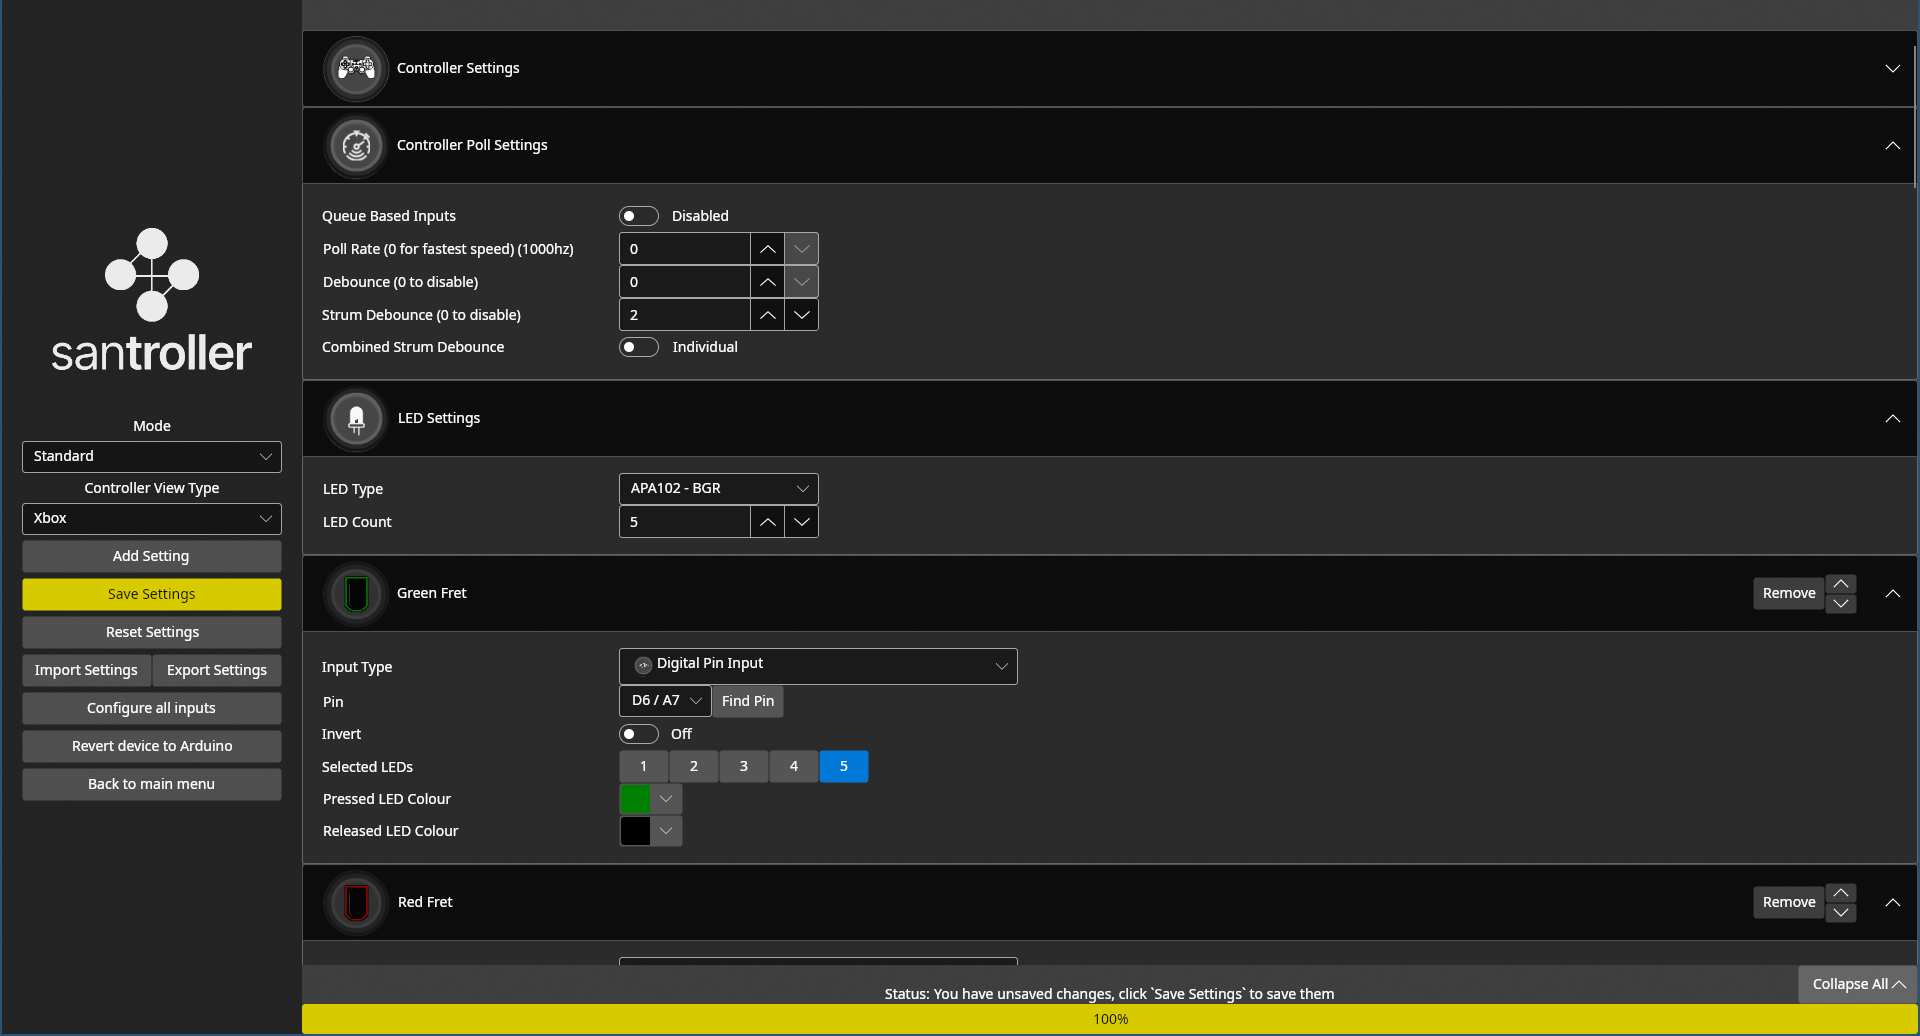 santroller
Mode
Standard
Controller View Type
Xbox
Add Setting
Save Settings
Reset Settings
Import Settings Export Settings
Configure all inputs
Revert device to Arduino
Back to main menu
Controller Settings
Controller Poll Settings
Queue Based Inputs Disabled
Poll Rate (0 for fastest speed) (1000hz) 0
Debounce (0 to disable) 0
Strum Debounce (0 to disable) 2
Combined Strum Debounce Individual
LED Settings
LED Type APA102 - BGR
LED Count 5
Green Fret Remove
Input Type Digital Pin Input
Pin D6 / A7 Find Pin
Invert Off
Selected LEDs 1 2 3 4 5
Pressed LED Colour
Released LED Colour
Red Fret Remove
Collapse All
Status: You have unsaved changes, click `Save Settings` to save them
100%